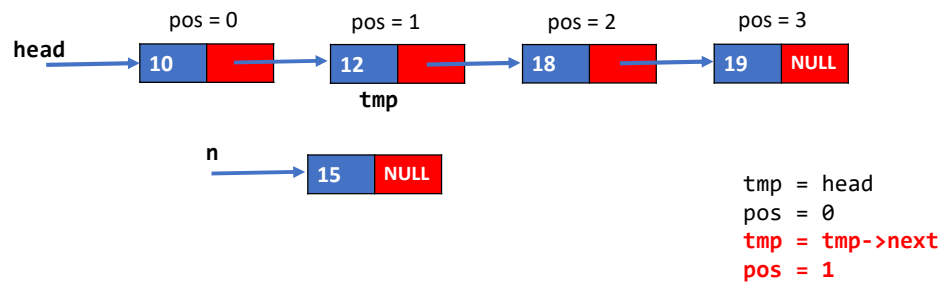 pos = 0 pos = 1 pos = 2 pos = 3
head
10 12 18 19 NULL
tmp
n
15 NULL
tmp = head
pos = 0
tmp = tmp->next
pos = 1